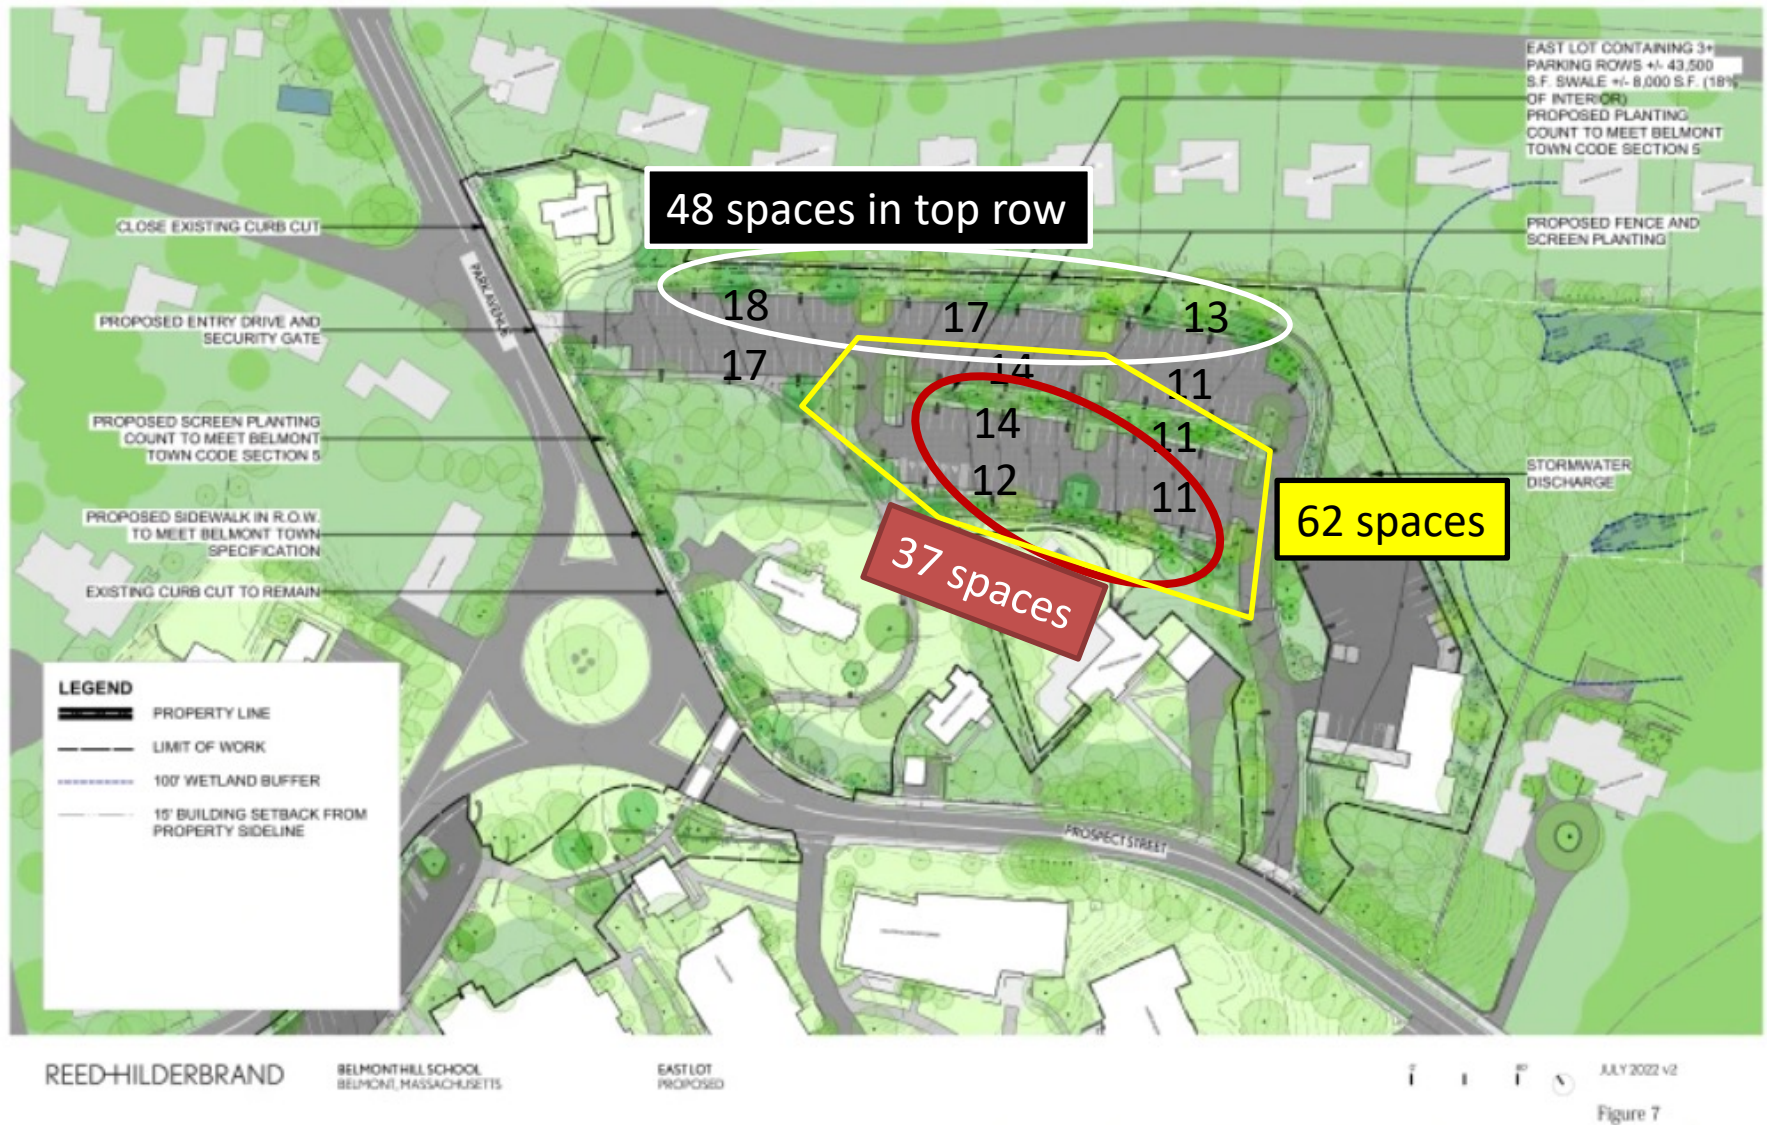 EAST LOT CONTAINING 3+
PARKING ROWS +/- 43,500
S.F. SWALE +/- 8,000 S.F. (18%
OF INTERIOR)
PROPOSED PLANTING
COUNT TO MEET BELMONT
TOWN CODE SECTION 5
48 spaces in top row
CLOSE EXISTING CURB CUT
PROPOSED FENCE AND
SCREEN PLANTING
PARK AVENUE
18
17
13
PROPOSED ENTRY DRIVE AND
SECURITY GATE
17
14
11
PROPOSED SCREEN PLANTING
COUNT TO MEET BELMONT
TOWN CODE SECTION 5
14
11
STORMWATER
DISCHARGE
12
11
62 spaces
PROPOSED SIDEWALK IN R.O.W.
TO MEET BELMONT TOWN
SPECIFICATION
37 spaces
EXISTING CURB CUT TO REMAIN
LEGEND
PROPERTY LINE
LIMIT OF WORK
100' WETLAND BUFFER
15' BUILDING SETBACK FROM
PROPERTY SIDELINE
PROSPECT STREET
REED-HILDERBRAND
BELMONT HILL SCHOOL
BELMONT, MASSACHUSETTS
EAST LOT
PROPOSED
0'
80'
JULY 2022 v2
Figure 7